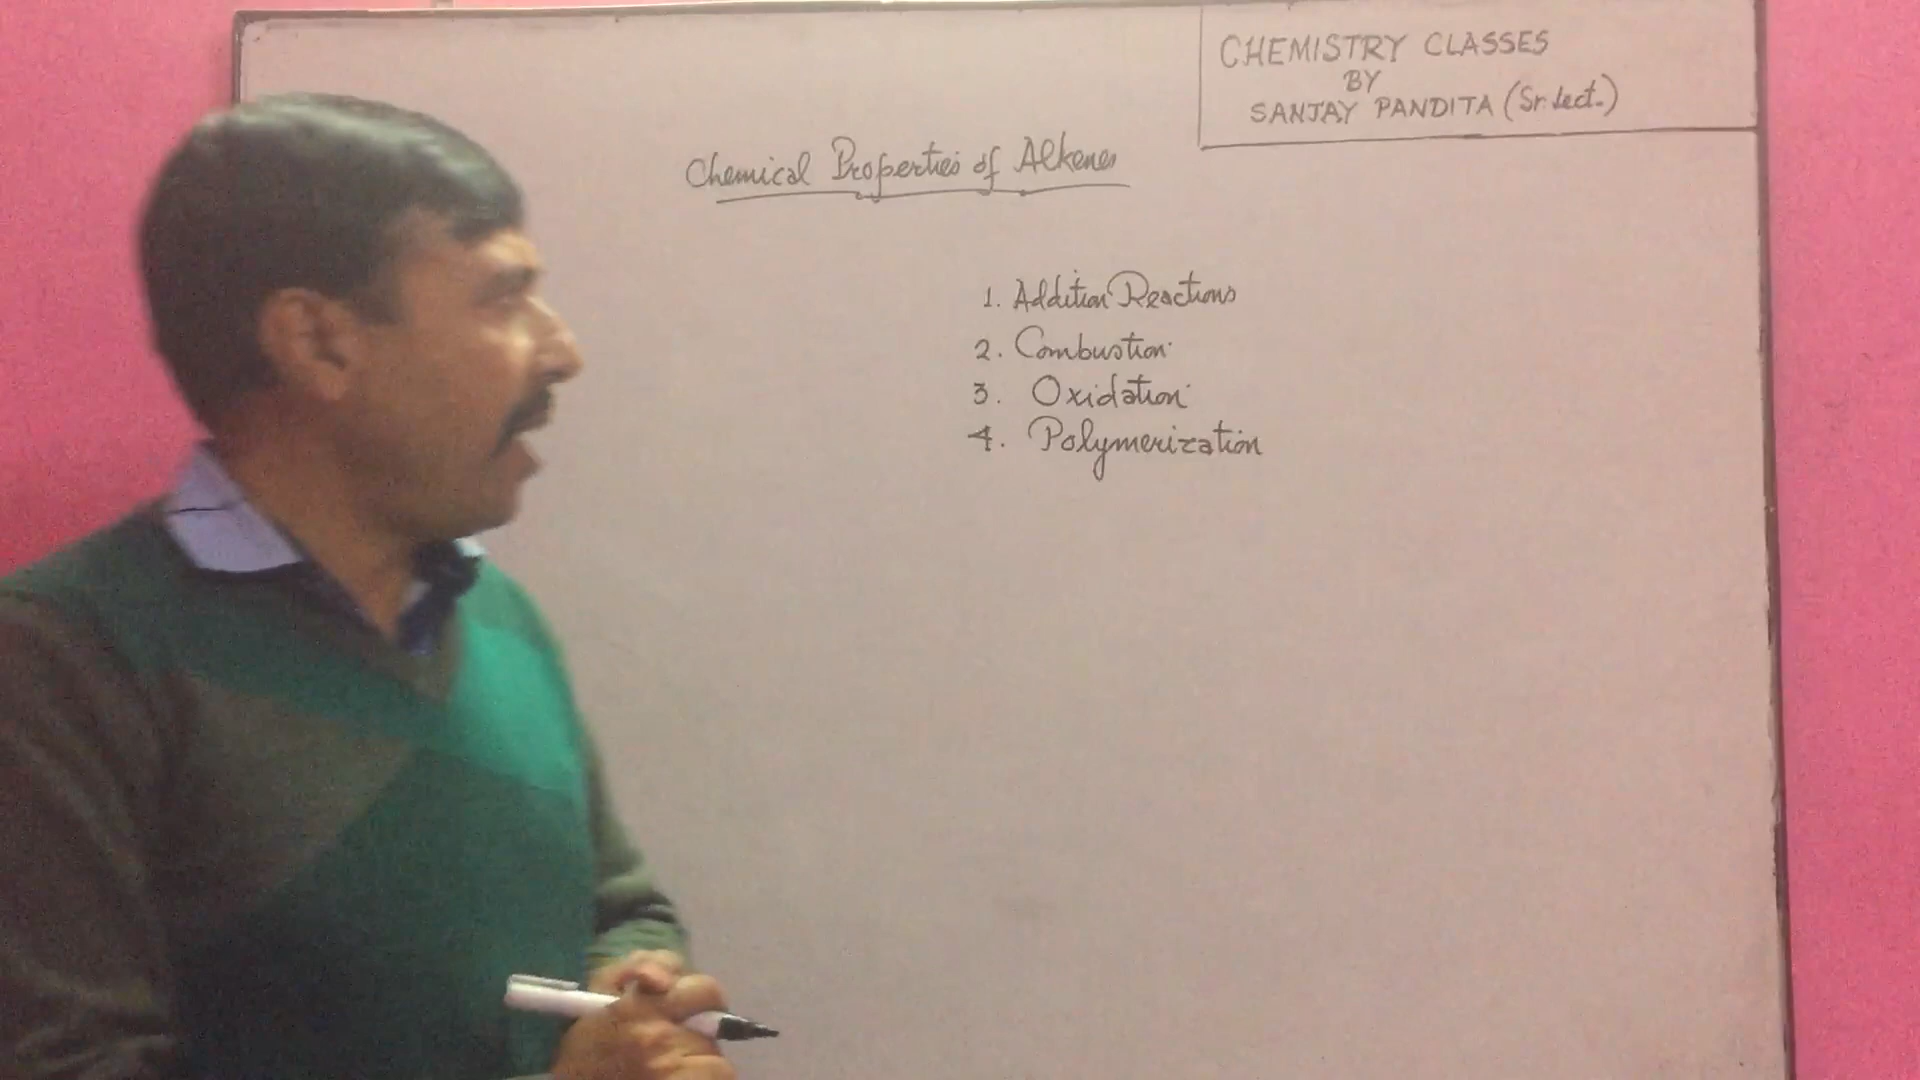 CHEMISTRY CLASSES
BY
SANJAY PANDITA (Sr. Lect.)
Chemical Properties of Alkenes
1. Addition Reactions
2. Combustion
3. Oxidation
4. Polymerization